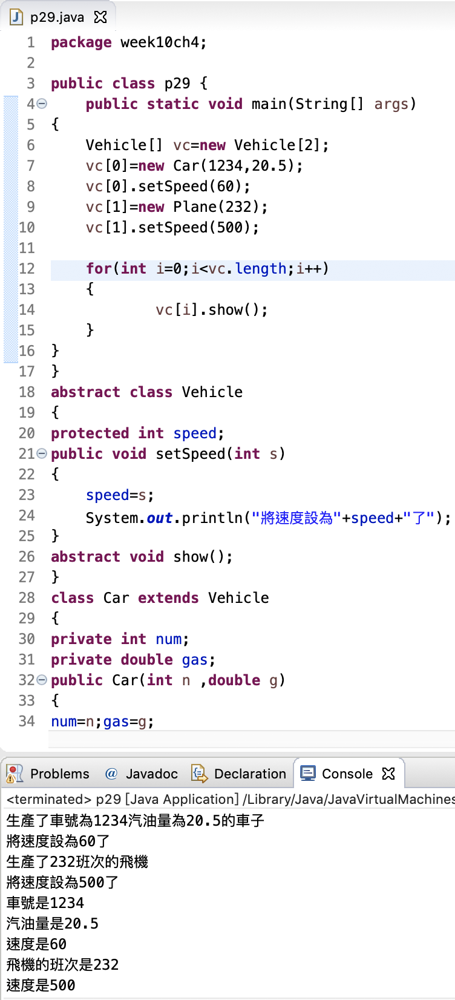 p29.java
1 package week10ch4;
2
3 public class p29 {
4 public static void main(String[] args)
5 {
6 Vehicle[] vc=new Vehicle[2];
7 vc[0]=new Car(1234,20.5);
8 vc[0].setSpeed(60);
9 vc[1]=new Plane(232);
10 vc[1].setSpeed(500);
11
12 for(int i=0;i<vc.length;i++)
13 {
14 vc[i].show();
15 }
16 }
17 }
18 abstract class Vehicle
19 {
20 protected int speed;
21 public void setSpeed(int s)
22 {
23 speed=s;
24 System.out.println("將速度設為"+speed+"了");
25 }
26 abstract void show();
27 }
28 class Car extends Vehicle
29 {
30 private int num;
31 private double gas;
32 public Car(int n ,double g)
33 {
34 num=n;gas=g;
Problems @ Javadoc Declaration Console
<terminated> p29 [Java Application] /Library/Java/JavaVirtualMachines
生產了車號為1234汽油量為20.5的車子
將速度設為60了
生產了232班次的飛機
將速度設為500了
車號是1234
汽油量是20.5
速度是60
飛機的班次是232
速度是500